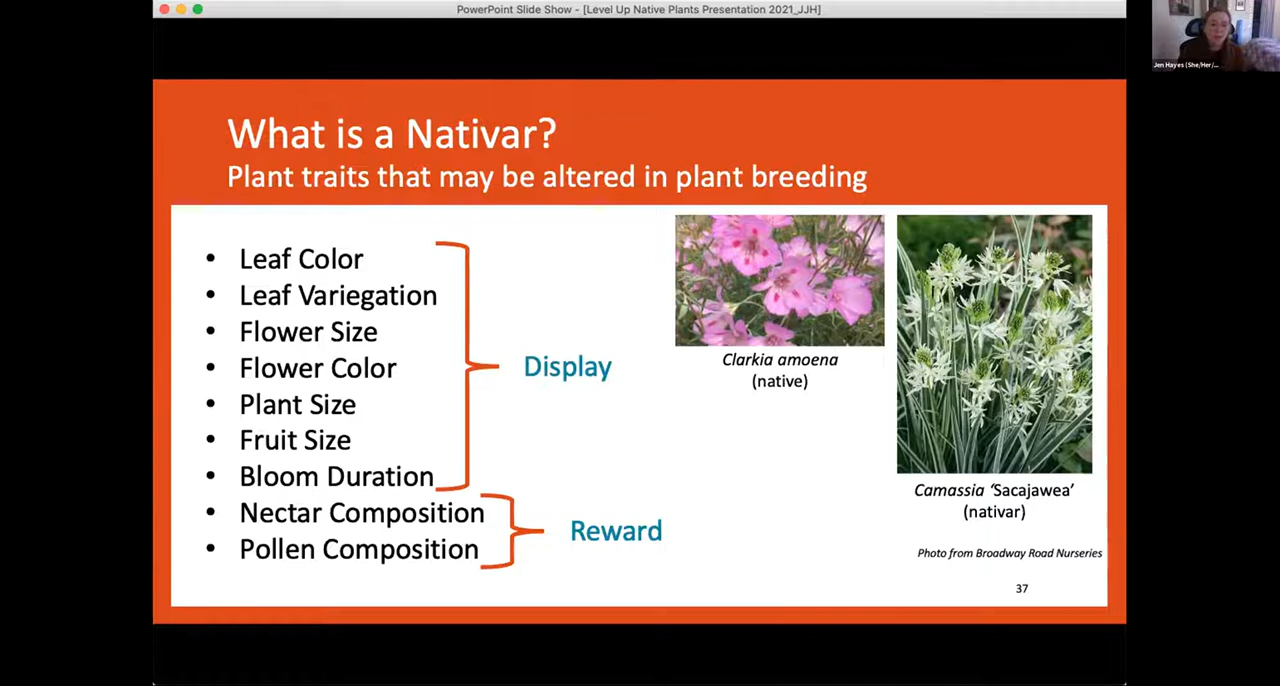 PowerPoint Slide Show - [Level Up Native Plants Presentation 2021_JJH]
Jen Hayes (She/Her/...
What is a Nativar?
Plant traits that may be altered in plant breeding
• Leaf Color
• Leaf Variegation
• Flower Size
• Flower Color
• Plant Size
• Fruit Size
• Bloom Duration
• Nectar Composition
• Pollen Composition
Display
Reward
Clarkia amoena
(native)
Camassia ‘Sacajawea’
(nativar)
Photo from Broadway Road Nurseries
37